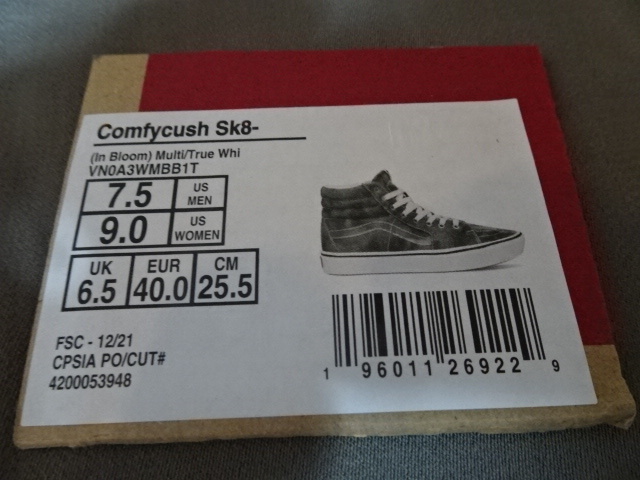 Comfycush Sk8-
(In Bloom) Multi/True Whi
VN0A3WMBB1T
7.5 US MEN
9.0 US WOMEN
UK EUR CM
6.5 40.0 25.5
FSC - 12/21
CPSIA PO/CUT#
4200053948
1 96011 26922 9